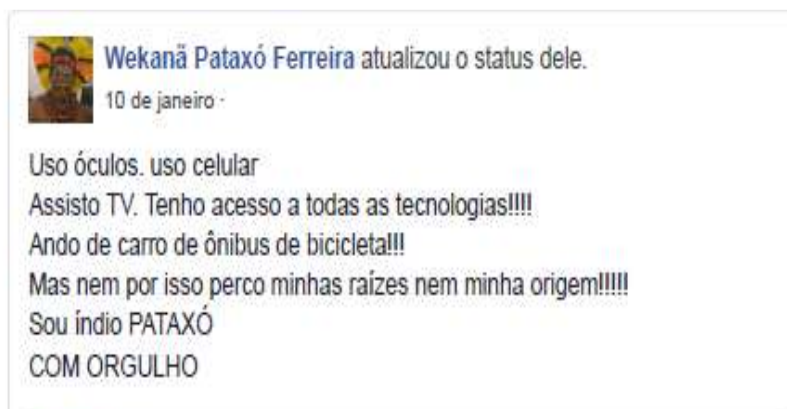 Wekanã Pataxó Ferreira atualizou o status dele.
10 de janeiro ·
Uso óculos. uso celular
Assisto TV. Tenho acesso a todas as tecnologias!!!!
Ando de carro de ônibus de bicicleta!!!
Mas nem por isso perco minhas raízes nem minha origem!!!!!
Sou índio PATAXÓ
COM ORGULHO